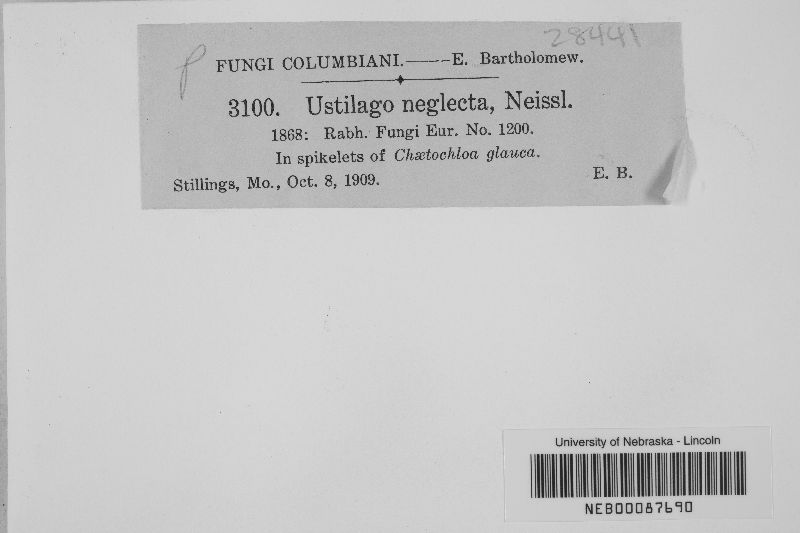 28441
p
FUNGI COLUMBIANI.——E. Bartholomew.
3100. Ustilago neglecta, Neissl.
1868: Rabh. Fungi Eur. No. 1200.
In spikelets of Chætochloa glauca.
Stillings, Mo., Oct. 8, 1909. E. B.
University of Nebraska - Lincoln
NEB00087690